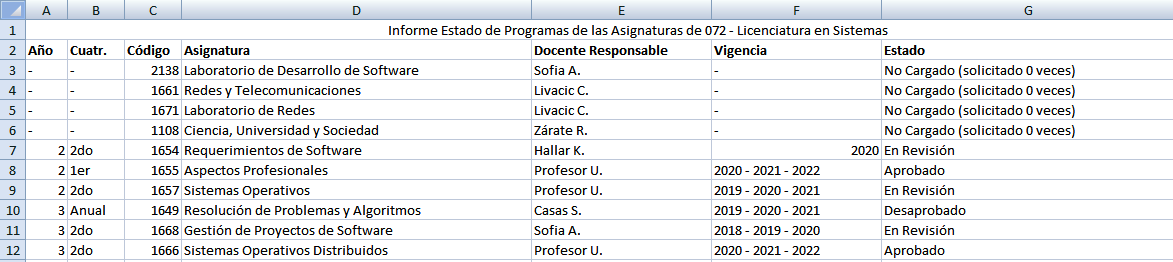 A B C D E F G
1 Informe Estado de Programas de las Asignaturas de 072 - Licenciatura en Sistemas
2 Año Cuatr. Código Asignatura Docente Responsable Vigencia Estado
3 - - 2138 Laboratorio de Desarrollo de Software Sofia A. - No Cargado (solicitado 0 veces)
4 - - 1661 Redes y Telecomunicaciones Livacic C. - No Cargado (solicitado 0 veces)
5 - - 1671 Laboratorio de Redes Livacic C. - No Cargado (solicitado 0 veces)
6 - - 1108 Ciencia, Universidad y Sociedad Zárate R. - No Cargado (solicitado 0 veces)
7 2 2do 1654 Requerimientos de Software Hallar K. 2020 En Revisión
8 2 1er 1655 Aspectos Profesionales Profesor U. 2020 - 2021 - 2022 Aprobado
9 2 2do 1657 Sistemas Operativos Profesor U. 2019 - 2020 - 2021 En Revisión
10 3 Anual 1649 Resolución de Problemas y Algoritmos Casas S. 2019 - 2020 - 2021 Desaprobado
11 3 2do 1668 Gestión de Proyectos de Software Sofia A. 2018 - 2019 - 2020 En Revisión
12 3 2do 1666 Sistemas Operativos Distribuidos Profesor U. 2020 - 2021 - 2022 Aprobado